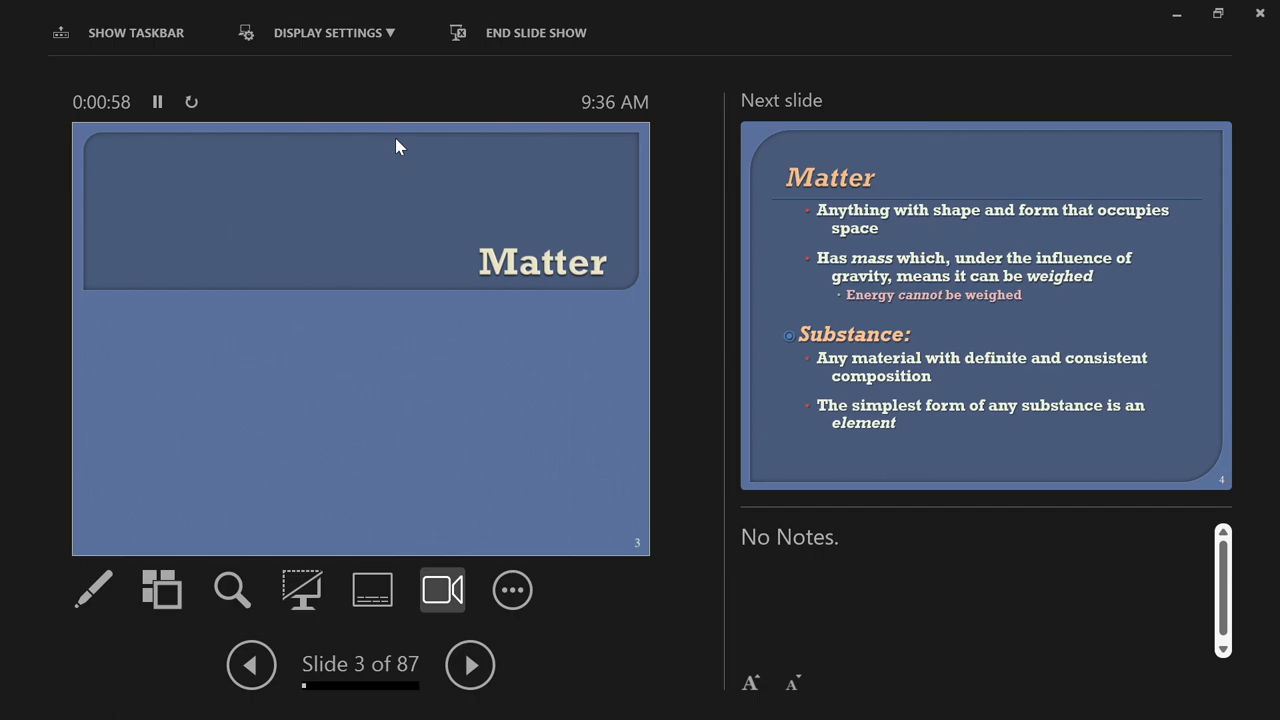 SHOW TASKBAR
DISPLAY SETTINGS ▼
END SLIDE SHOW
0:00:58
9:36 AM
Matter
3
Slide 3 of 87
Next slide
Matter
• Anything with shape and form that occupies
space
• Has mass which, under the influence of
gravity, means it can be weighed
• Energy cannot be weighed
Substance:
• Any material with definite and consistent
composition
• The simplest form of any substance is an
element
4
No Notes.
A A